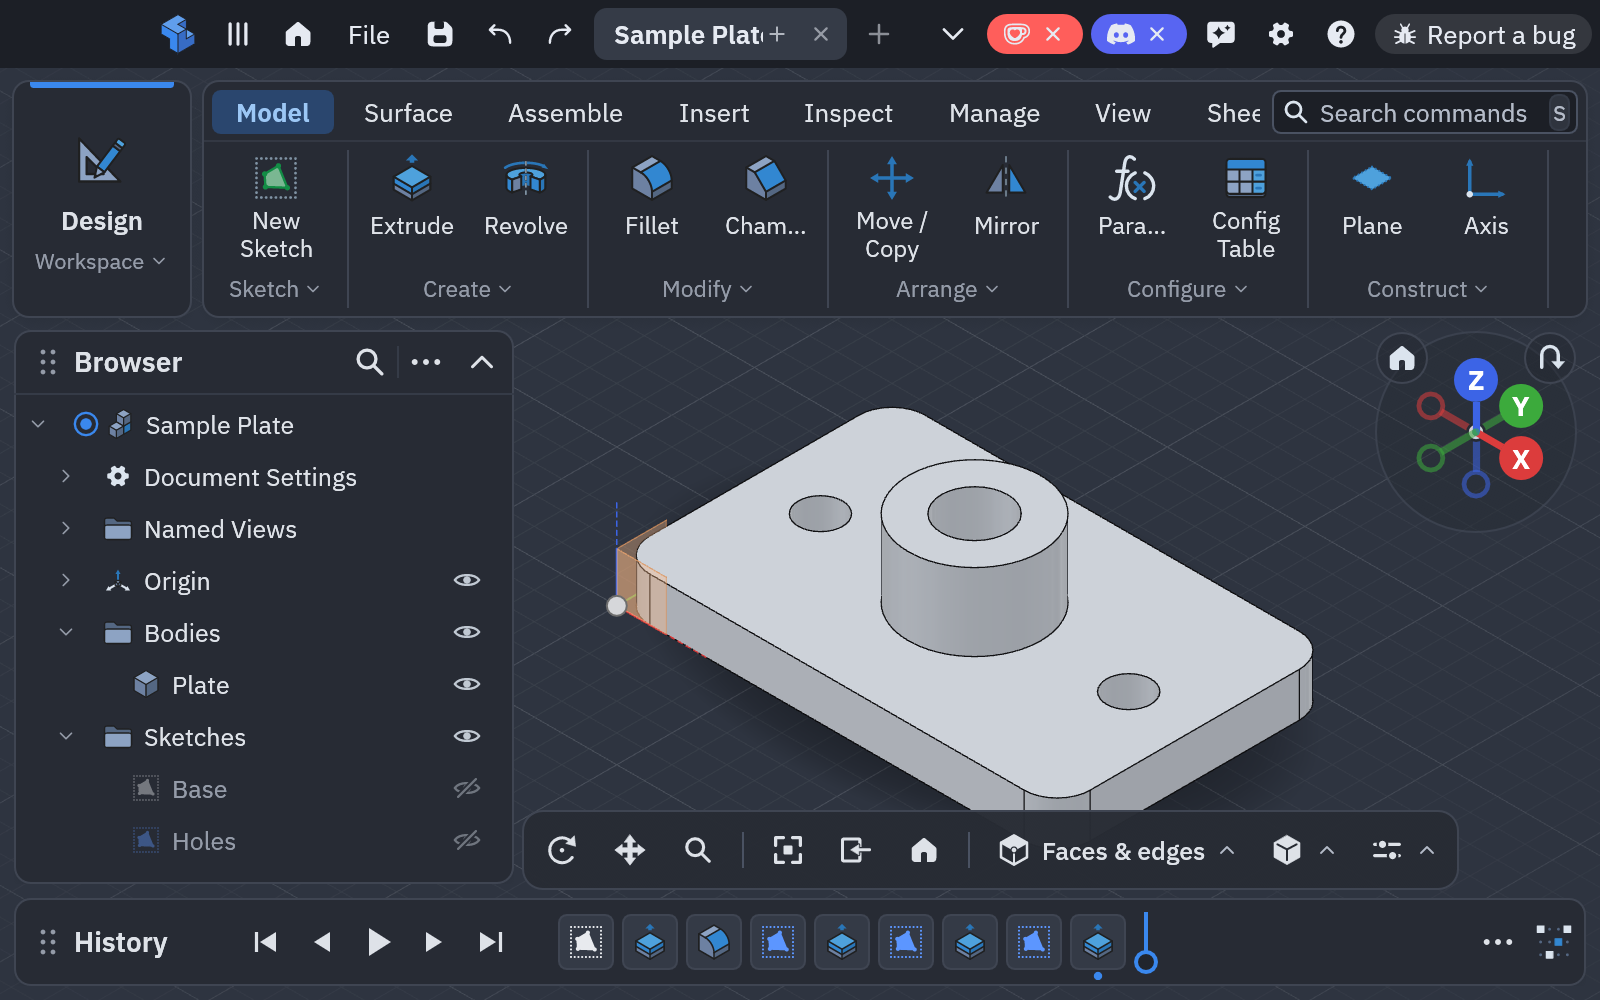 File
Sample Plat
Report a bug
Design
Workspace
Model
Surface
Assemble
Insert
Inspect
Manage
View
Shee
Search commands
S
New Sketch
Sketch
Extrude
Revolve
Create
Fillet
Cham...
Modify
Move / Copy
Mirror
Arrange
Para...
Config Table
Configure
Plane
Axis
Construct
Browser
Sample Plate
Document Settings
Named Views
Origin
Bodies
Plate
Sketches
Base
Holes
Z
Y
X
Faces & edges
History